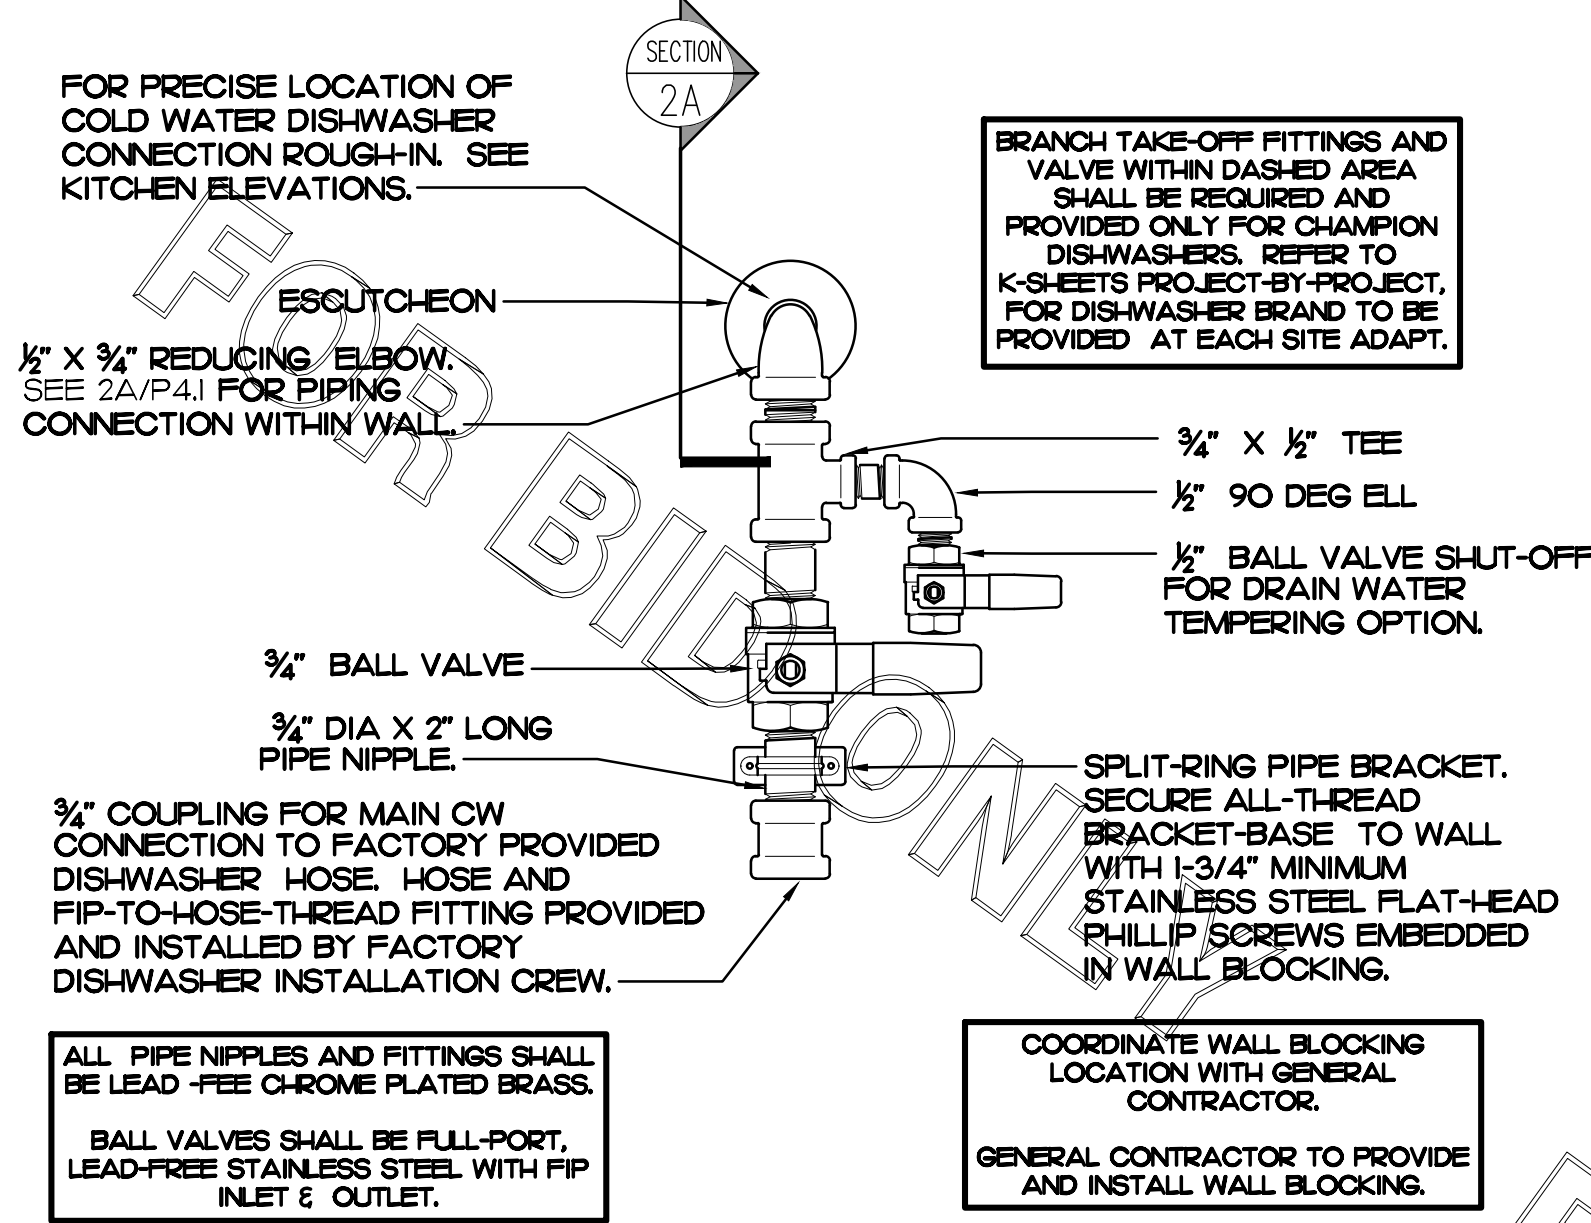 SECTION
2A
FOR PRECISE LOCATION OF
COLD WATER DISHWASHER
CONNECTION ROUGH-IN. SEE
KITCHEN ELEVATIONS.
ESCUTCHEON
½" X ¾" REDUCING ELBOW.
SEE 2A/P4.1 FOR PIPING
CONNECTION WITHIN WALL.
BRANCH TAKE-OFF FITTINGS AND
VALVE WITHIN DASHED AREA
SHALL BE REQUIRED AND
PROVIDED ONLY FOR CHAMPION
DISHWASHERS. REFER TO
K-SHEETS PROJECT-BY-PROJECT,
FOR DISHWASHER BRAND TO BE
PROVIDED AT EACH SITE ADAPT.
¾" X ½" TEE
½" 90 DEG ELL
½" BALL VALVE SHUT-OFF
FOR DRAIN WATER
TEMPERING OPTION.
¾" BALL VALVE
¾" DIA X 2" LONG
PIPE NIPPLE.
¾" COUPLING FOR MAIN CW
CONNECTION TO FACTORY PROVIDED
DISHWASHER HOSE. HOSE AND
FIP-TO-HOSE-THREAD FITTING PROVIDED
AND INSTALLED BY FACTORY
DISHWASHER INSTALLATION CREW.
SPLIT-RING PIPE BRACKET.
SECURE ALL-THREAD
BRACKET-BASE TO WALL
WITH 1-3/4" MINIMUM
STAINLESS STEEL FLAT-HEAD
PHILLIP SCREWS EMBEDDED
IN WALL BLOCKING.
ALL PIPE NIPPLES AND FITTINGS SHALL
BE LEAD -FEE CHROME PLATED BRASS.
BALL VALVES SHALL BE FULL-PORT,
LEAD-FREE STAINLESS STEEL WITH FIP
INLET & OUTLET.
COORDINATE WALL BLOCKING
LOCATION WITH GENERAL
CONTRACTOR.
GENERAL CONTRACTOR TO PROVIDE
AND INSTALL WALL BLOCKING.
FOR BID ONLY